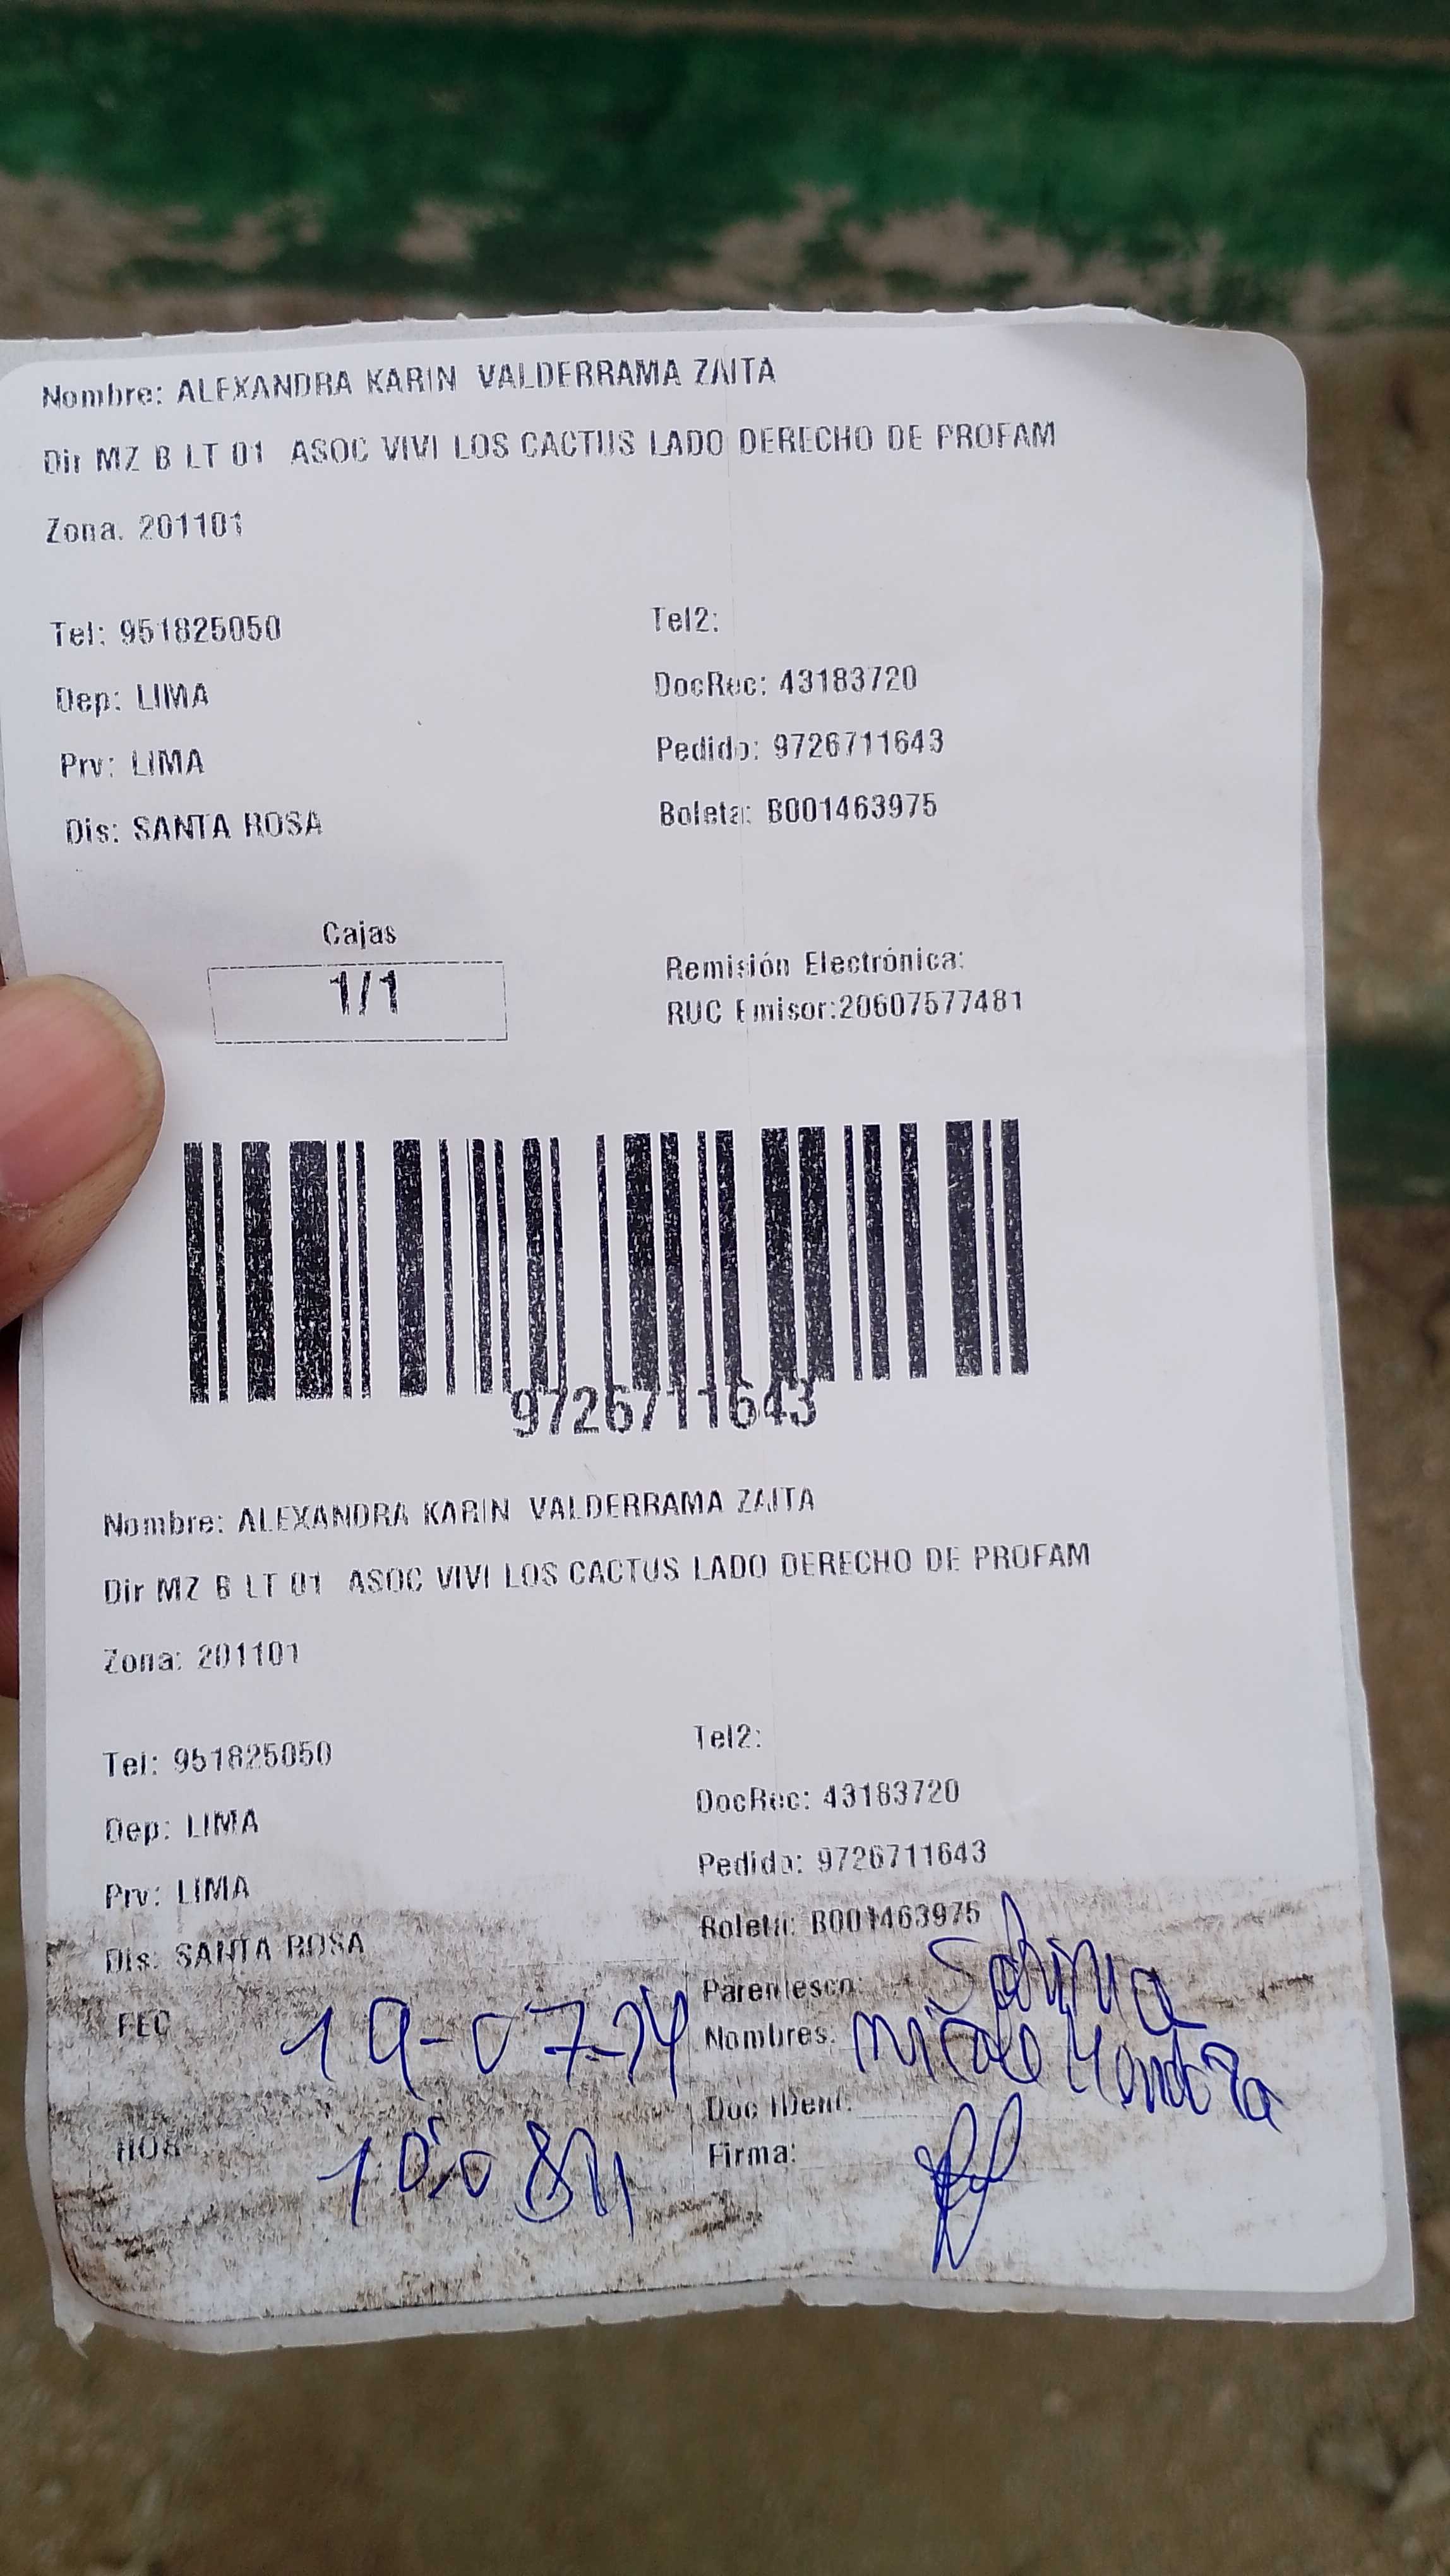 Nombre: ALEXANDRA KARIN VALDERRAMA ZAITA
Dir MZ B LT 01 ASOC VIVI LOS CACTUS LADO DERECHO DE PROFAM
Zona. 201101
Tel: 951825050 Tel2:
Dep: LIMA DocRec: 43183720
Prv: LIMA Pedido: 9726711643
Dis: SANTA ROSA Boleta: B001463975
Cajas
1/1
Remisión Electrónica:
RUC Emisor:20607577481
9726711643
Nombre: ALEXANDRA KARIN VALDERRAMA ZAITA
Dir MZ B LT 01 ASOC VIVI LOS CACTUS LADO DERECHO DE PROFAM
Zona: 201101
Tel: 951825050 Tel2:
Dep: LIMA DocRec: 43183720
Prv: LIMA Pedido: 9726711643
Dis: SANTA ROSA Boleta: B001463975
Parentesco: Sobrina
FEC 19-07-24 Nombres: Mendoza
Doc Ident:
HOR Firma: